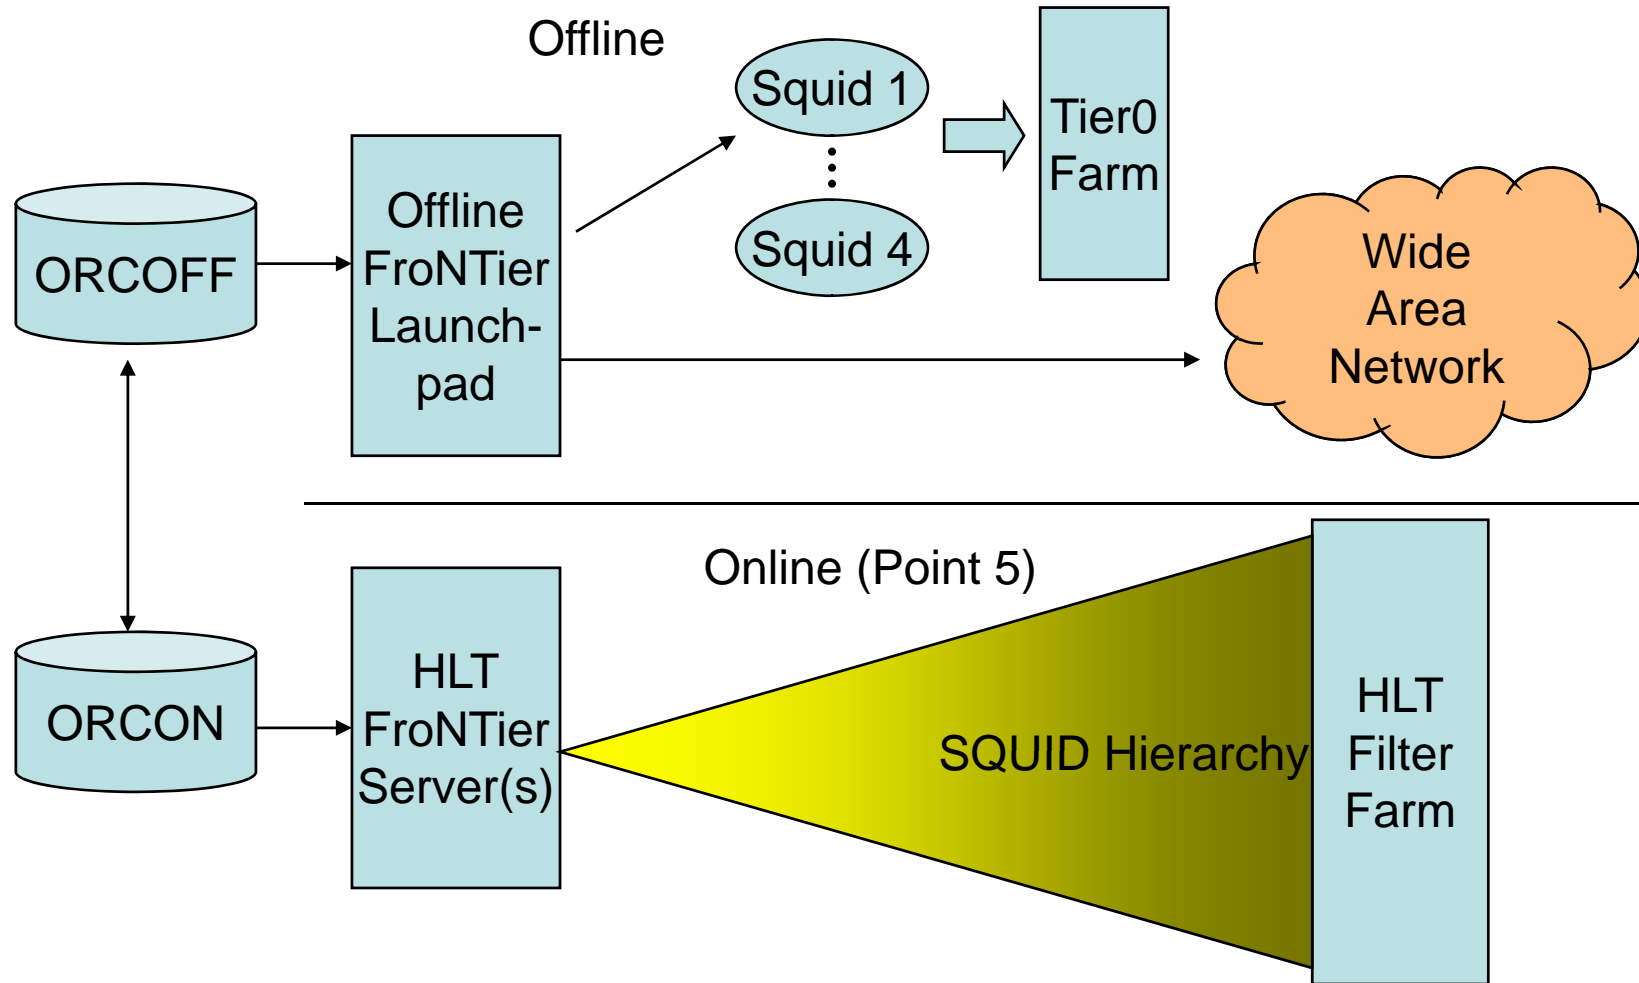 Offline
Squid 1
Squid 4
Tier0
Farm
ORCOFF
Offline
FroNTier
Launch-
pad
Wide
Area
Network
Online (Point 5)
ORCON
HLT
FroNTier
Server(s)
SQUID Hierarchy
HLT
Filter
Farm